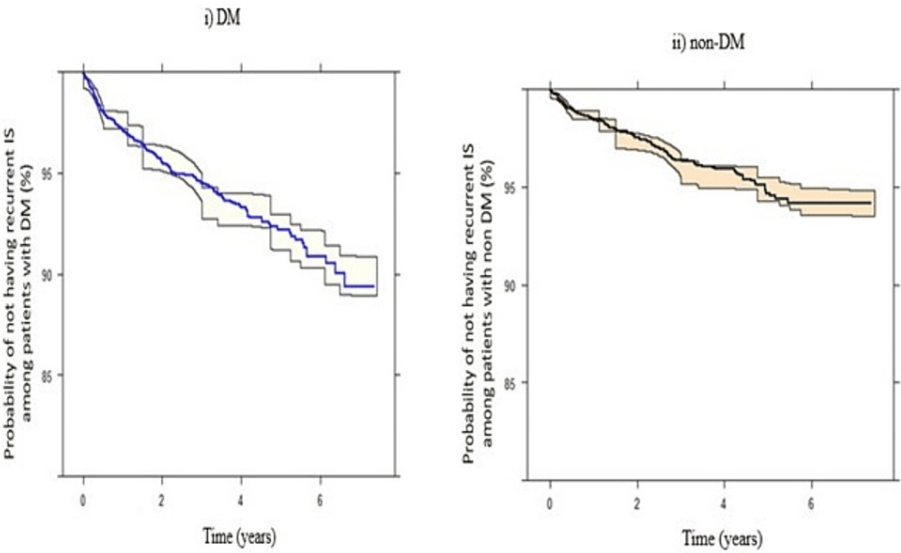 i) DM
Probability of not having recurrent IS
among patients with DM (%)
95
90
85
0 2 4 6
Time (years)
ii) non-DM
Probability of not having recurrent IS
among patients with non DM (%)
95
90
85
0 2 4 6
Time (years)